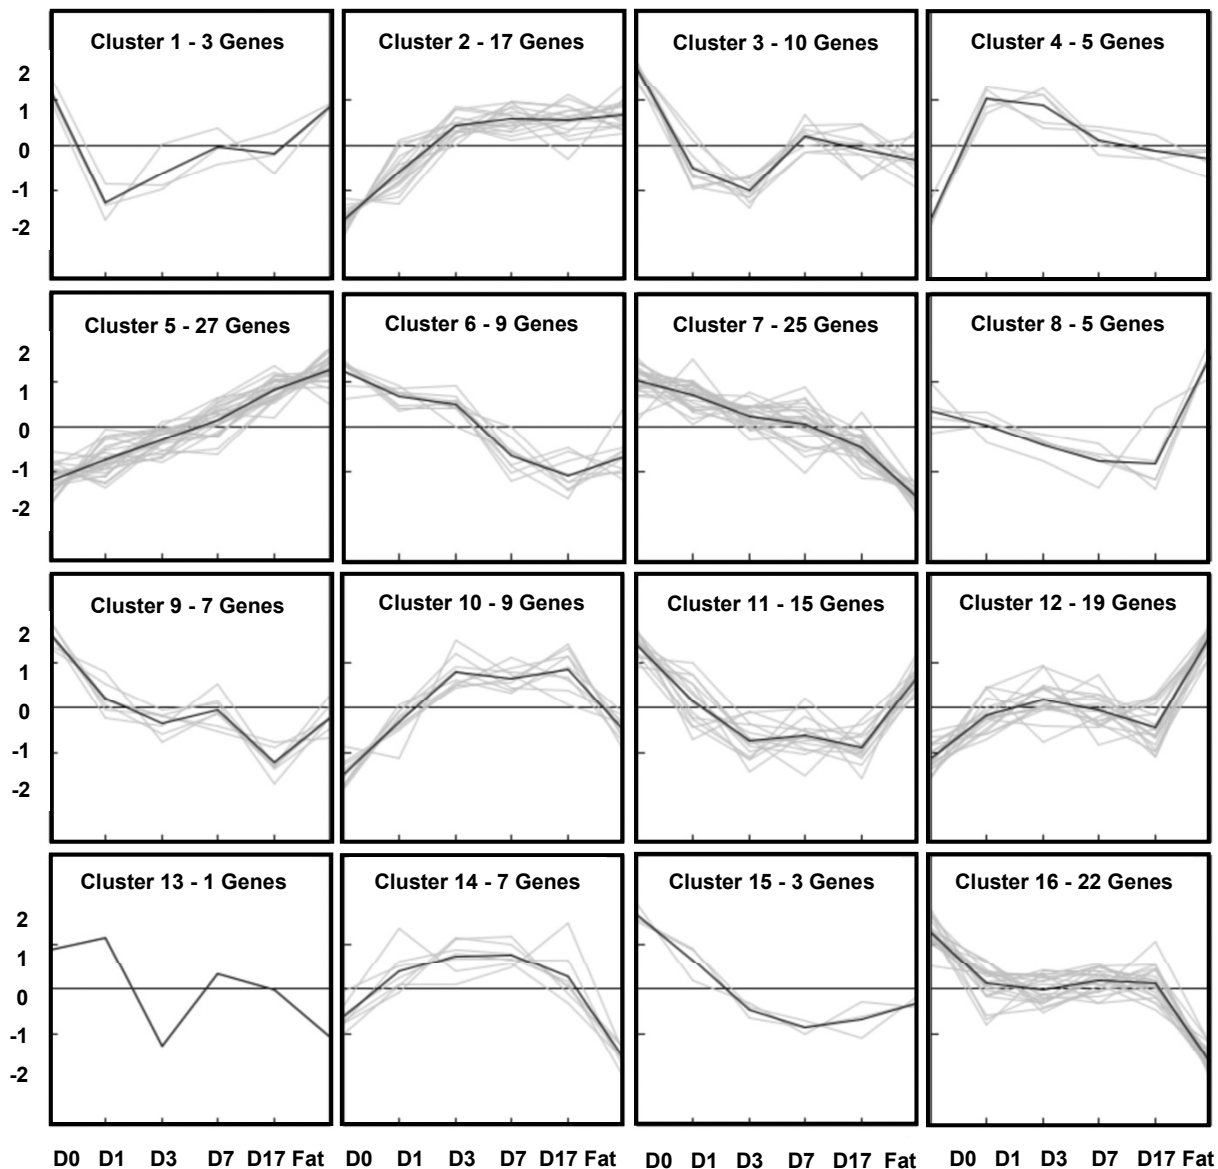 Cluster 1 - 3 Genes
Cluster 2 - 17 Genes
Cluster 3 - 10 Genes
Cluster 4 - 5 Genes
2
1
0
-1
-2
Cluster 5 - 27 Genes
Cluster 6 - 9 Genes
Cluster 7 - 25 Genes
Cluster 8 - 5 Genes
2
1
0
-1
-2
Cluster 9 - 7 Genes
Cluster 10 - 9 Genes
Cluster 11 - 15 Genes
Cluster 12 - 19 Genes
2
1
0
-1
-2
Cluster 13 - 1 Genes
Cluster 14 - 7 Genes
Cluster 15 - 3 Genes
Cluster 16 - 22 Genes
2
1
0
-1
-2
D0 D1 D3 D7 D17 Fat
D1 D3 D7 D17 Fat
D0 D1 D3 D7 D17 Fat
D0 D1 D3 D7 D17 Fat